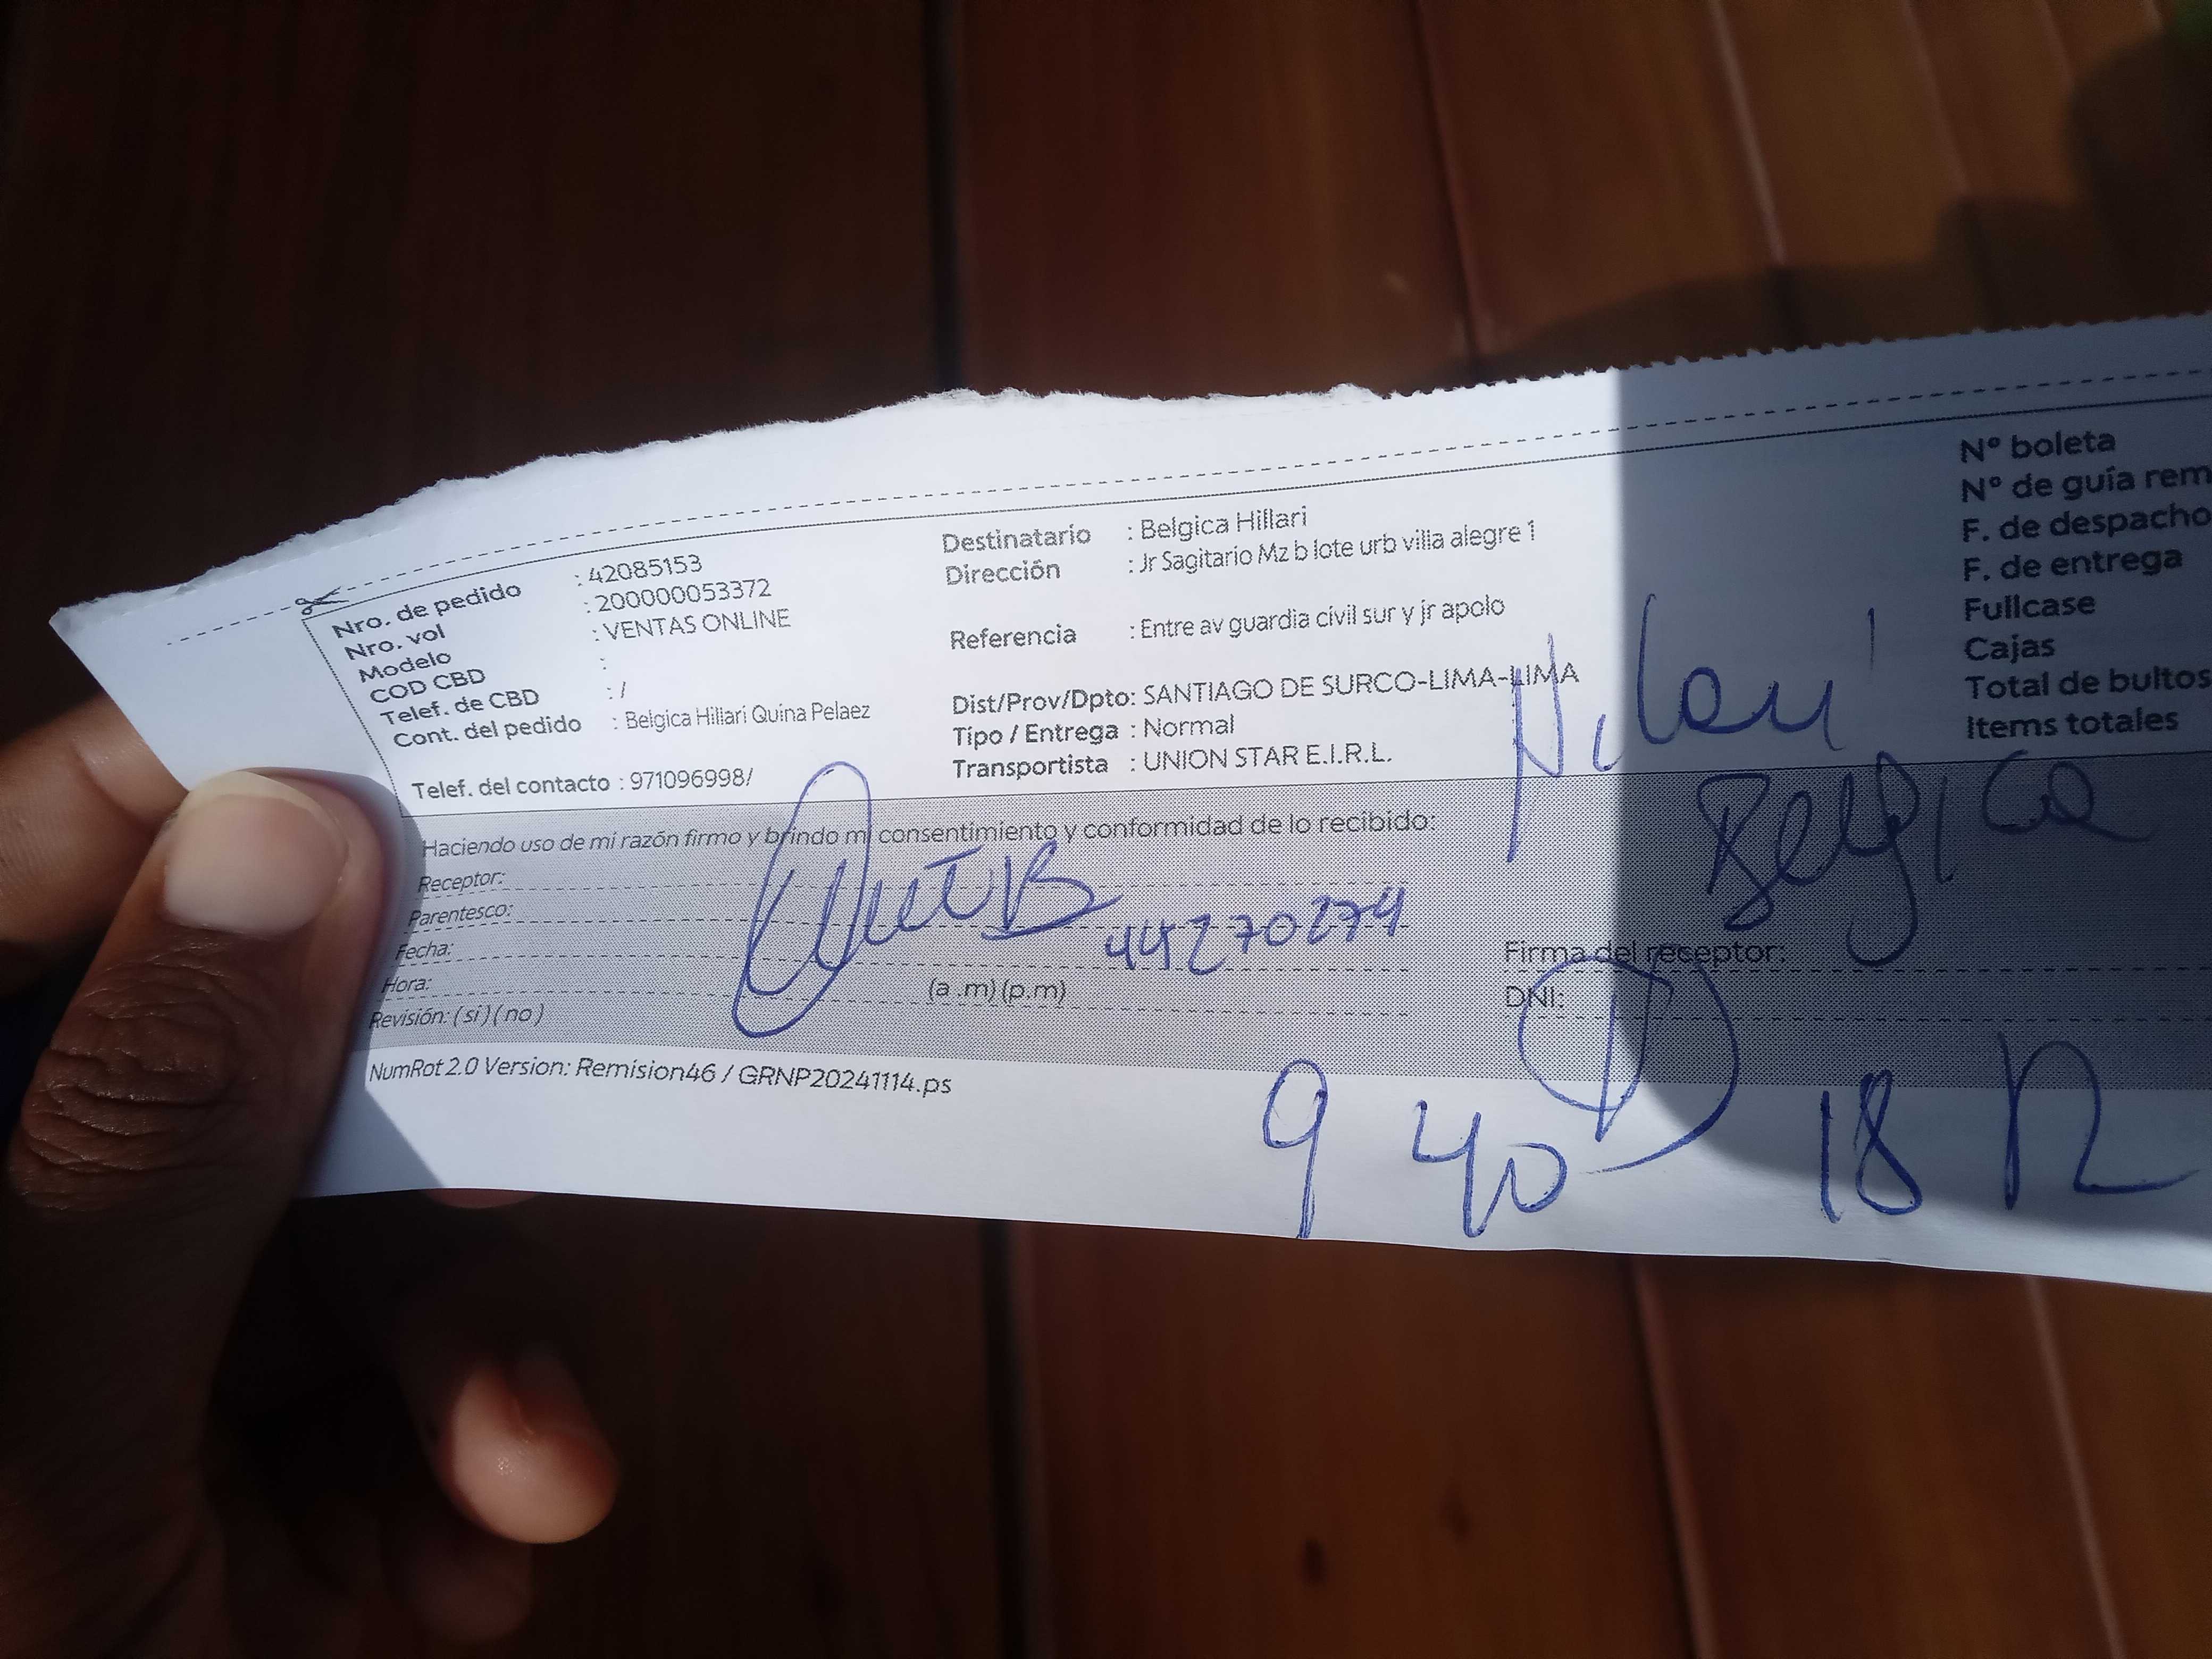 Nro. de pedido : 42085153
Nro. vol : 200000053372
Modelo : VENTAS ONLINE
COD CBD :
Telef. de CBD : /
Cont. del pedido : Belgica Hillari Quina Pelaez
Telef. del contacto : 971096998/
Destinatario : Belgica Hillari
Dirección : Jr Sagitario Mz b lote urb villa alegre 1
Referencia : Entre av guardia civil sur y jr apolo
Dist/Prov/Dpto: SANTIAGO DE SURCO-LIMA-LIMA
Tipo / Entrega : Normal
Transportista : UNION STAR E.I.R.L.
N° boleta
N° de guía rem
F. de despacho
F. de entrega
Fullcase
Cajas
Total de bultos
Items totales
Hilari
Belgica
Haciendo uso de mi razón firmo y brindo mi consentimiento y conformidad de lo recibido:
Receptor:
Parentesco:
44270274
Fecha:
Hora: (a .m) (p.m)
Revisión: ( si ) ( no )
Firma del receptor:
DNI:
NumRot 2.0 Version: Remision46 / GRNP20241114.ps
9 40 18 12